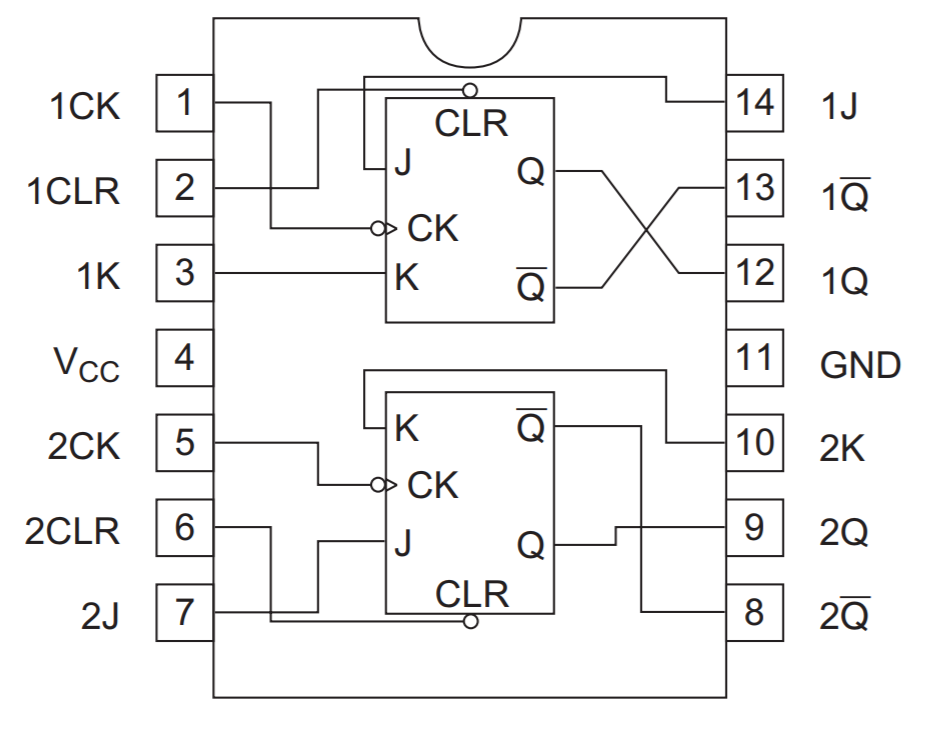 1CK 1 CLR 14 1J
1CLR 2 J Q 13 1Q̅
CK
1K 3 K Q̅ 12 1Q
VCC 4 11 GND
2CK 5 K Q̅ 10 2K
CK
2CLR 6 J Q 9 2Q
2J 7 CLR 8 2Q̅